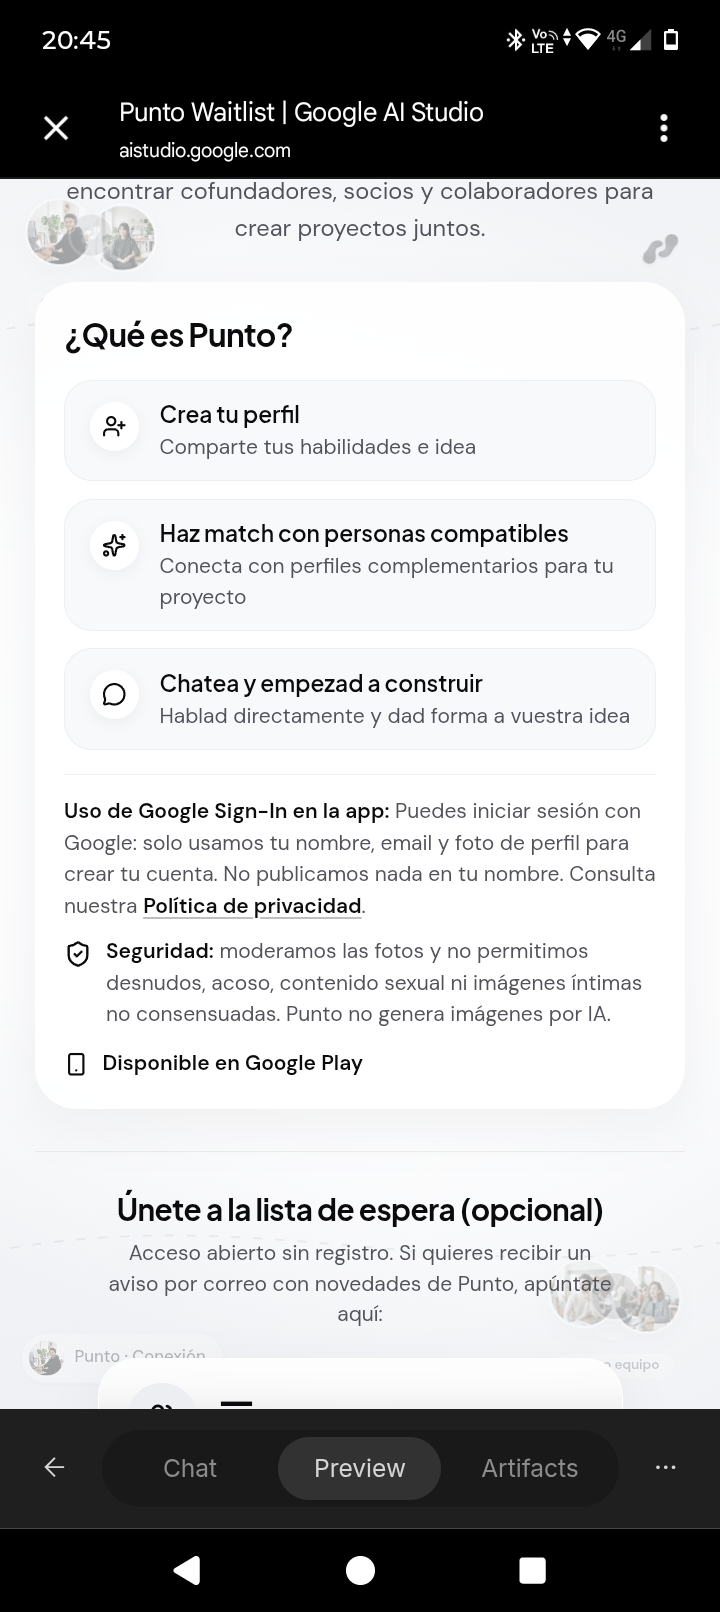 20:45
Vo
LTE
4G
Punto Waitlist | Google AI Studio
aistudio.google.com
encontrar cofundadores, socios y colaboradores para
crear proyectos juntos.
¿Qué es Punto?
Crea tu perfil
Comparte tus habilidades e idea
Haz match con personas compatibles
Conecta con perfiles complementarios para tu
proyecto
Chatea y empezad a construir
Hablad directamente y dad forma a vuestra idea
Uso de Google Sign-In en la app: Puedes iniciar sesión con
Google: solo usamos tu nombre, email y foto de perfil para
crear tu cuenta. No publicamos nada en tu nombre. Consulta
nuestra Política de privacidad.
Seguridad: moderamos las fotos y no permitimos
desnudos, acoso, contenido sexual ni imágenes íntimas
no consensuadas. Punto no genera imágenes por IA.
Disponible en Google Play
Únete a la lista de espera (opcional)
Acceso abierto sin registro. Si quieres recibir un
aviso por correo con novedades de Punto, apúntate
aquí:
Punto · Conexión
equipo
Chat
Preview
Artifacts